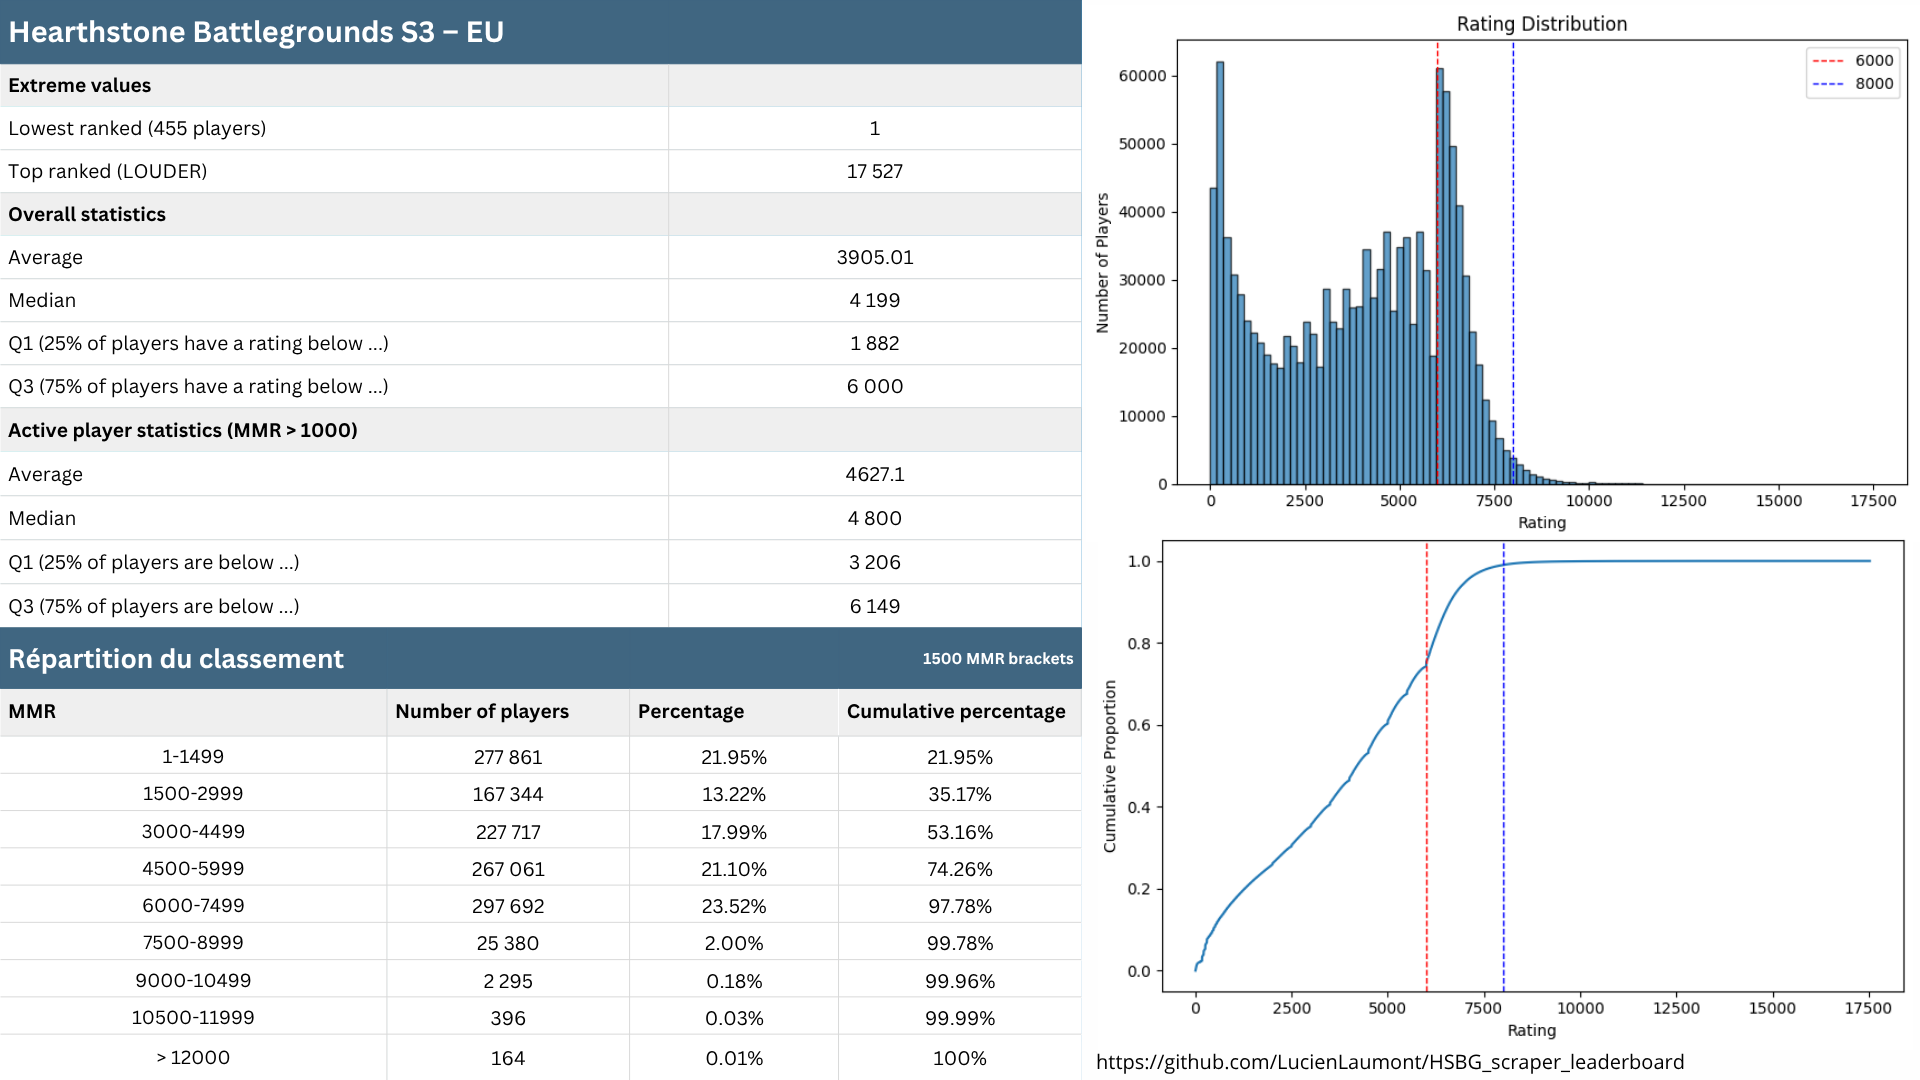 Hearthstone Battlegrounds S3 – EU
Extreme values
Lowest ranked (455 players) 1
Top ranked (LOUDER) 17 527
Overall statistics
Average 3905.01
Median 4 199
Q1 (25% of players have a rating below ...) 1 882
Q3 (75% of players have a rating below ...) 6 000
Active player statistics (MMR > 1000)
Average 4627.1
Median 4 800
Q1 (25% of players are below ...) 3 206
Q3 (75% of players are below ...) 6 149
Répartition du classement 1500 MMR brackets
MMR Number of players Percentage Cumulative percentage
1-1499 277 861 21.95% 21.95%
1500-2999 167 344 13.22% 35.17%
3000-4499 227 717 17.99% 53.16%
4500-5999 267 061 21.10% 74.26%
6000-7499 297 692 23.52% 97.78%
7500-8999 25 380 2.00% 99.78%
9000-10499 2 295 0.18% 99.96%
10500-11999 396 0.03% 99.99%
> 12000 164 0.01% 100%
Rating Distribution
6000
8000
Number of Players
60000
50000
40000
30000
20000
10000
0
0 2500 5000 7500 10000 12500 15000 17500
Rating
Cumulative Proportion
1.0
0.8
0.6
0.4
0.2
0.0
0 2500 5000 7500 10000 12500 15000 17500
Rating
https://github.com/LucienLaumont/HSBG_scraper_leaderboard